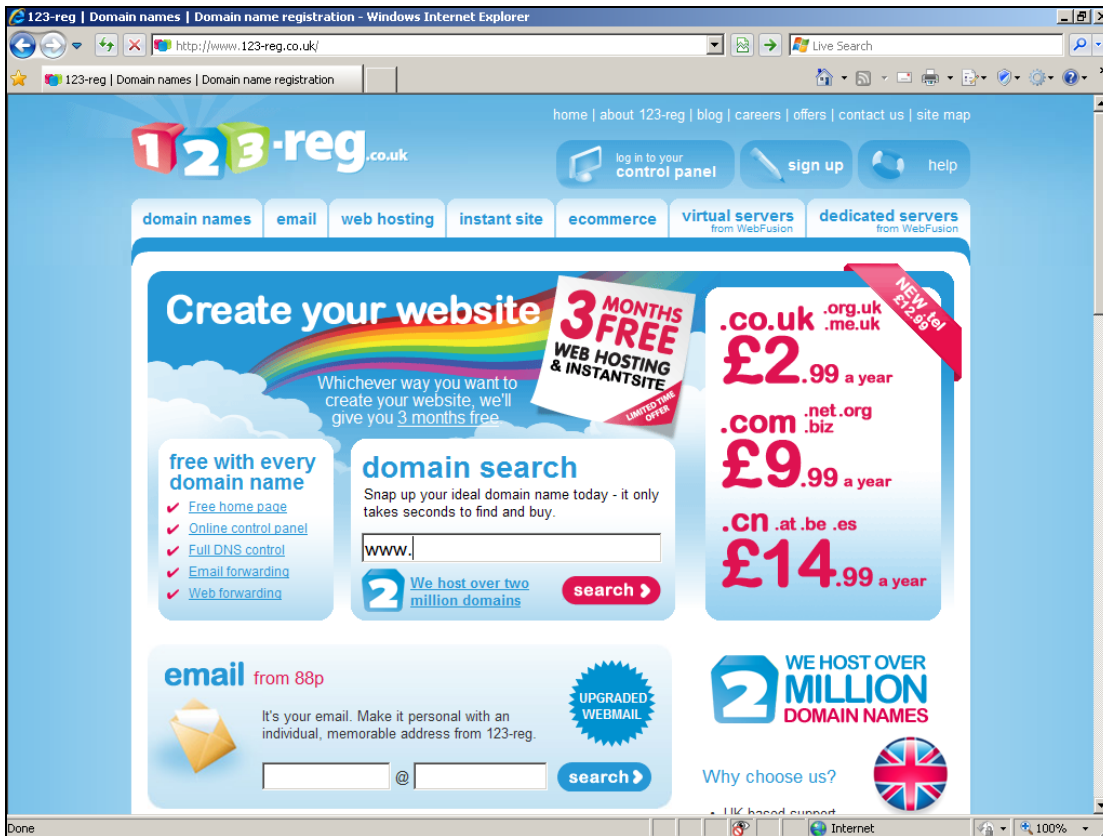 123-reg | Domain names | Domain name registration - Windows Internet Explorer
http://www.123-reg.co.uk/
Live Search
123-reg | Domain names | Domain name registration
home | about 123-reg | blog | careers | offers | contact us | site map
123-reg.co.uk
log in to your
control panel
sign up
help
domain names
email
web hosting
instant site
ecommerce
virtual servers
from WebFusion
dedicated servers
from WebFusion
Create your website
Whichever way you want to
create your website, we'll
give you 3 months free.
3 MONTHS
FREE
WEB HOSTING
& INSTANTSITE
LIMITED TIME
OFFER
NEW .tel
£12.99
.co.uk .org.uk
.me.uk
£2.99 a year
.com .net.org
.biz
£9.99 a year
.cn .at .be .es
£14.99 a year
free with every
domain name
Free home page
Online control panel
Full DNS control
Email forwarding
Web forwarding
domain search
Snap up your ideal domain name today - it only
takes seconds to find and buy.
www.
2
We host over two
million domains
search
email from 88p
It's your email. Make it personal with an
individual, memorable address from 123-reg.
UPGRADED
WEBMAIL
@
search
2
WE HOST OVER
MILLION
DOMAIN NAMES
Why choose us?
• UK based support
Done
Internet
100%